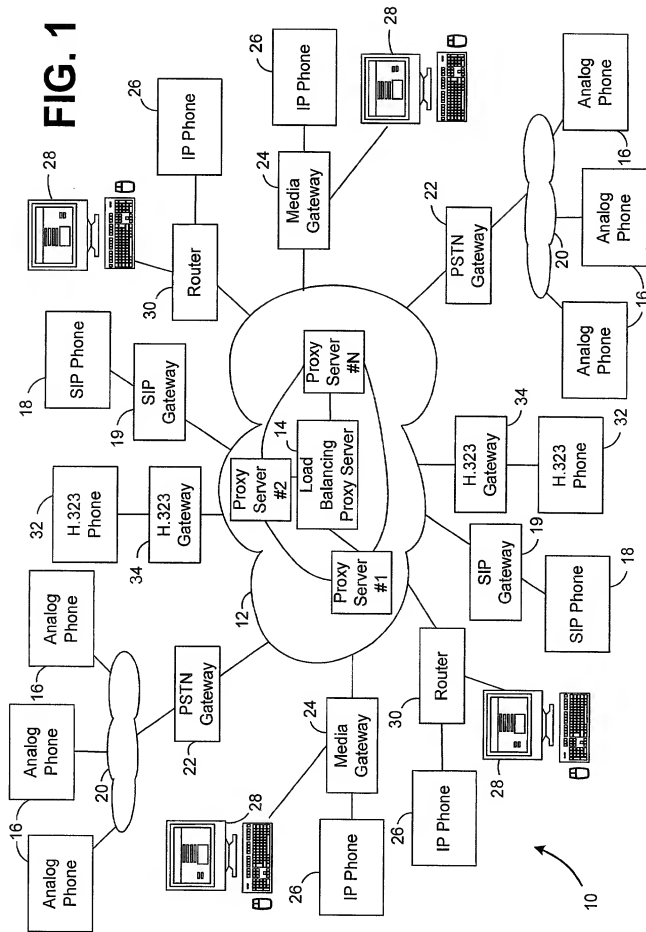 FIG. 1
Analog
Phone
16
Analog
Phone
16
Analog
Phone
16
20
PSTN
Gateway
22
32
H.323
Phone
34
H.323
Gateway
18
SIP Phone
19
SIP
Gateway
28
30
Router
26
IP Phone
26
IP Phone
24
Media
Gateway
28
12
Proxy
Server
#1
Proxy
Server
#2
14
Load
Balancing
Proxy Server
Proxy
Server
#N
28
24
Media
Gateway
26
IP Phone
30
Router
26
IP Phone
28
19
SIP
Gateway
18
SIP Phone
34
H.323
Gateway
32
H.323
Phone
22
PSTN
Gateway
20
Analog
Phone
16
Analog
Phone
16
Analog
Phone
10